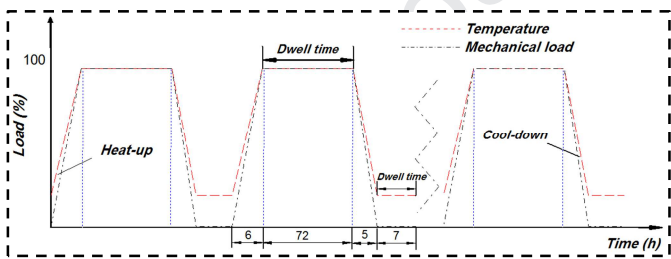 Temperature
Mechanical load
Dwell time
100
Load (%)
Heat-up
Cool-down
Dwell time
6
72
5
7
Time (h)